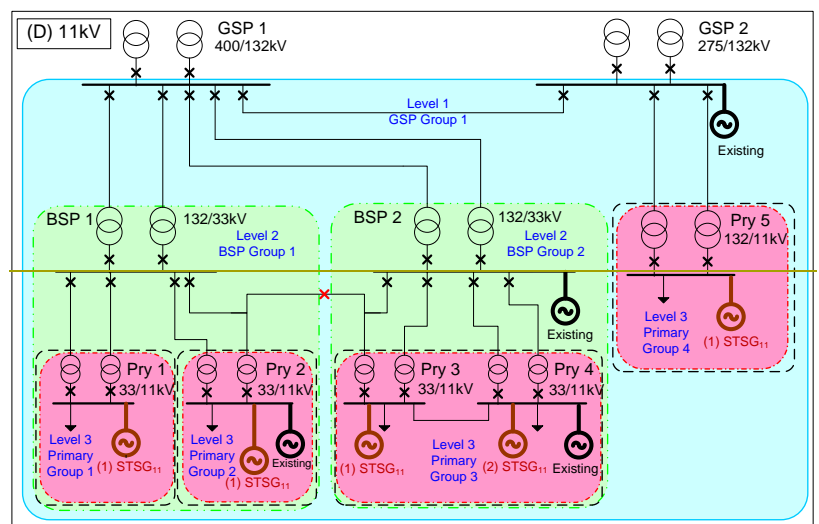 (D) 11kV
GSP 1
400/132kV
GSP 2
275/132kV
Level 1
GSP Group 1
Existing
BSP 1
132/33kV
Level 2
BSP Group 1
BSP 2
132/33kV
Level 2
BSP Group 2
Pry 5
132/11kV
Existing
Level 3
Primary
Group 4
(1) STSG11
Pry 1
33/11kV
Pry 2
33/11kV
Pry 3
33/11kV
Pry 4
33/11kV
Level 3
Primary
Group 1
(1) STSG11
Level 3
Primary
Group 2
(1) STSG11
Existing
(1) STSG11
Level 3
Primary
Group 3
(2) STSG11
Existing